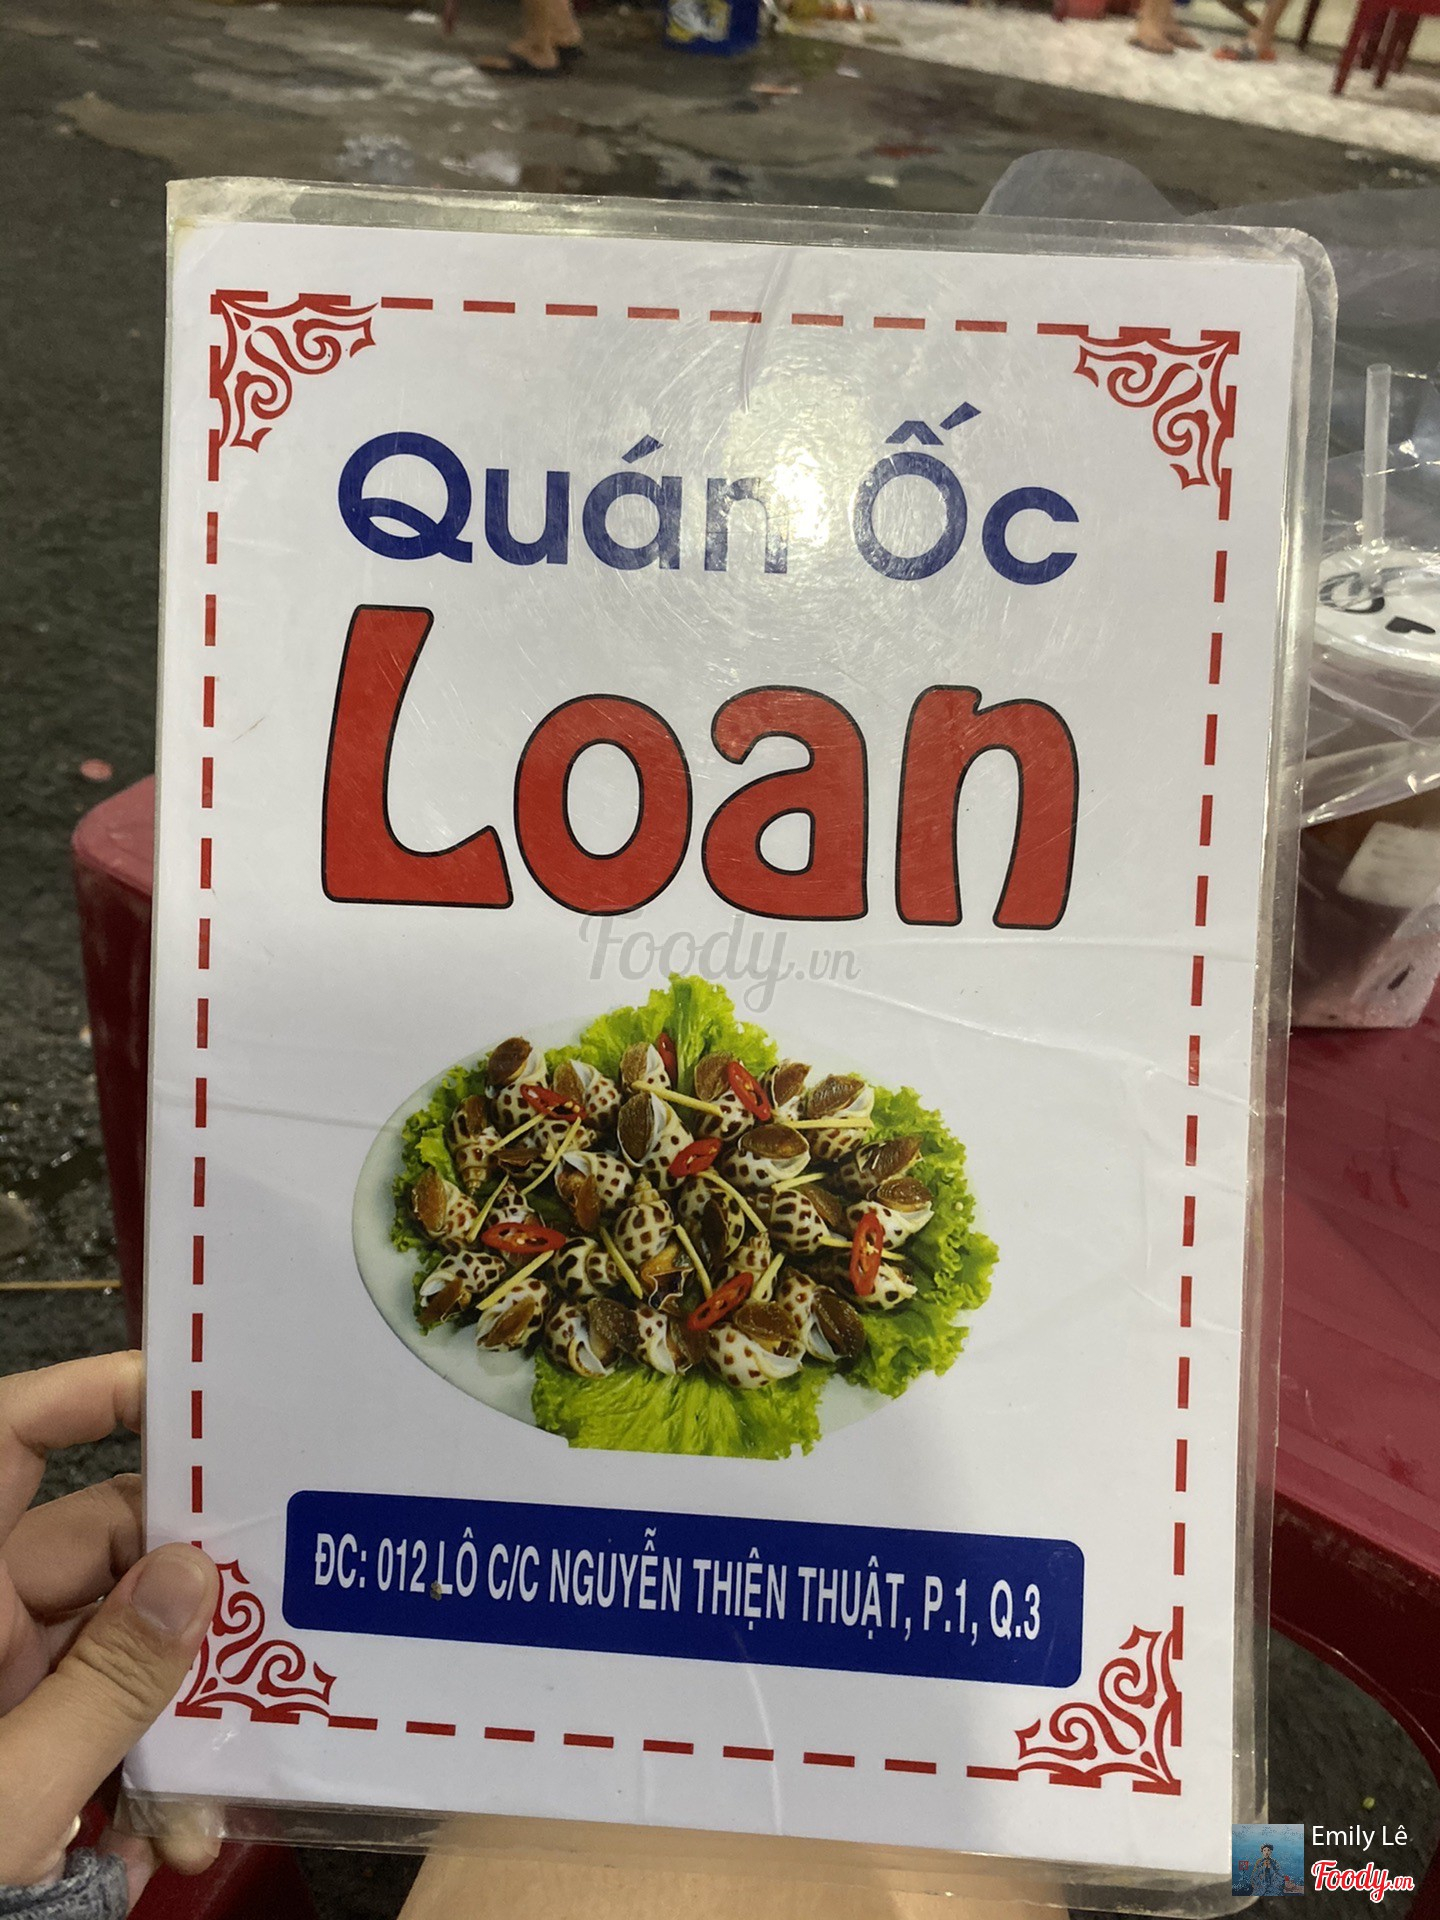 Quán Ốc
Loan
Foody.vn
ĐC: 012 LÔ C/C NGUYỄN THIỆN THUẬT, P.1, Q.3
Emily Lê
Foody.vn